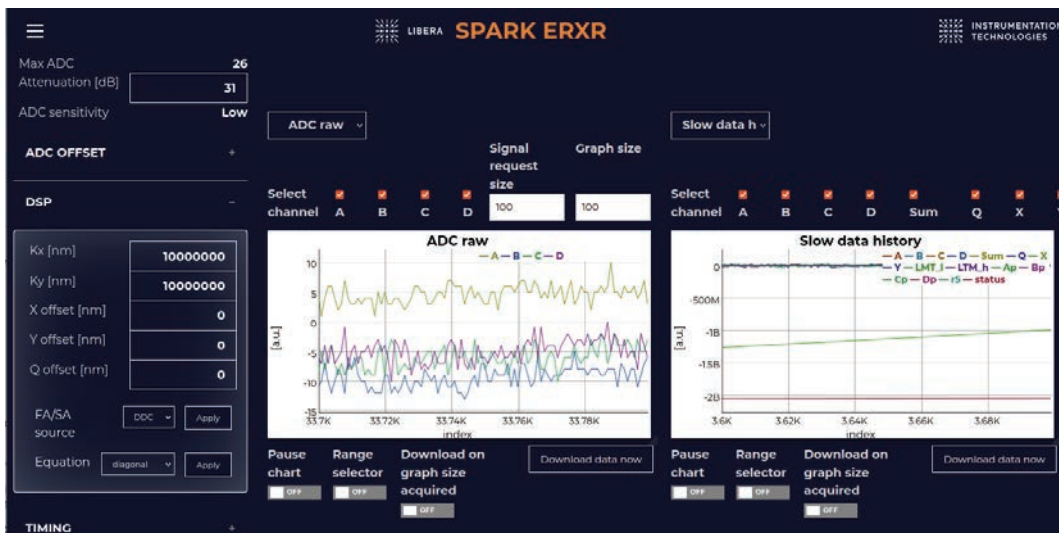 LIBERA SPARK ERXR
INSTRUMENTATION
TECHNOLOGIES
Max ADC 26
Attenuation [dB] 31
ADC sensitivity Low
ADC OFFSET +
DSP -
Kx [nm] 10000000
Ky [nm] 10000000
X offset [nm] 0
Y offset [nm] 0
Q offset [nm] 0
FA/SA
source
DDC Apply
Equation diagonal Apply
TIMING +
ADC raw
Signal
request
size
Graph size
Select
channel A B C D
100 100
ADC raw
A B C D
10
5
0
-5
-10
-15
[a.u.]
33.7K 33.72K 33.74K 33.76K 33.78K
index
Pause
chart
OFF
Range
selector
OFF
Download on
graph size
acquired
OFF
Download data now
Slow data h
Select
channel A B C D Sum Q X
Slow data history
A B C D Sum Q X
Y LMT_l LTM_h Ap Bp
Cp Dp rS status
0
-500M
-1B
-1.5B
-2B
[a.u.]
3.6K 3.62K 3.64K 3.66K 3.68K
index
Pause
chart
OFF
Range
selector
OFF
Download on
graph size
acquired
OFF
Download data now